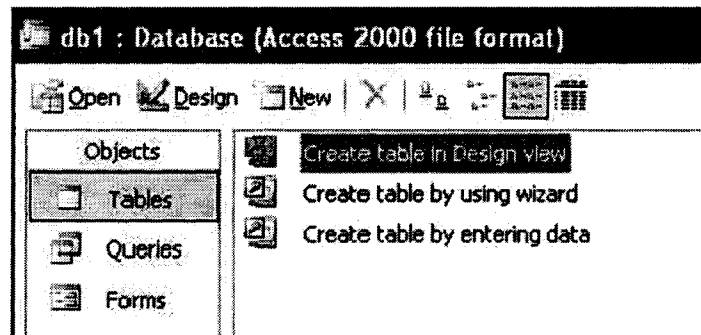 db1 : Database (Access 2000 file format)
Open Design New
Objects
Create table in Design view
Tables
Create table by using wizard
Queries
Create table by entering data
Forms